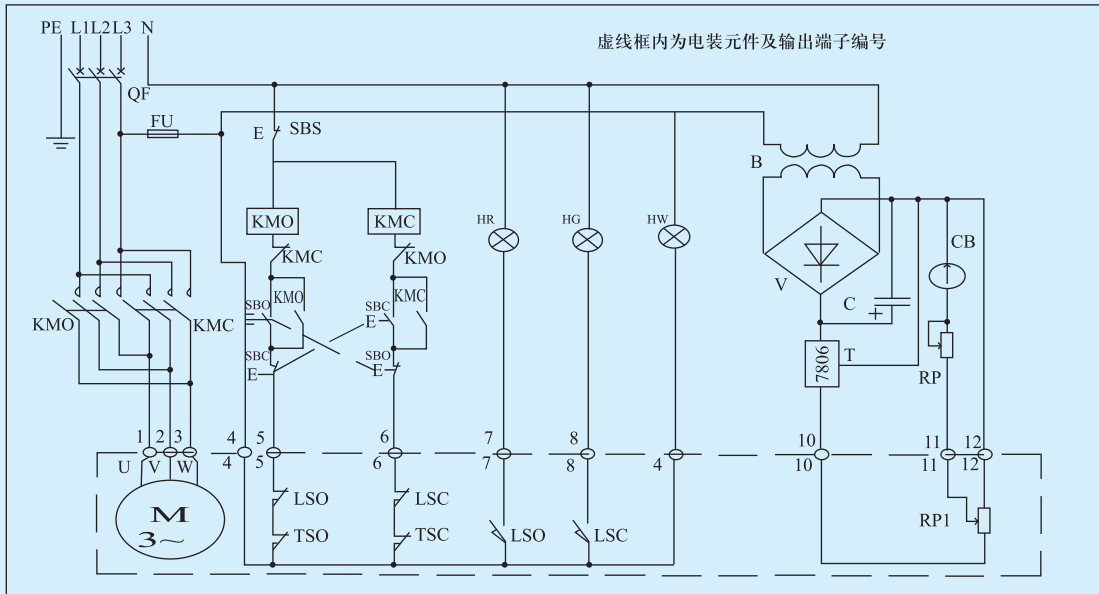 PE L1 L2 L3 N
虚线框内为电装元件及输出端子编号
QF
FU
E SBS
B
KMO KMC
HR HG HW
KMC KMO
CB
V
C
+
KMO KMC
SBO KMO SBC KMC
E
7806 T
RP
SBC SBO
E E
1 2 3 4 5 6 7 8 10 11 12
4 5 6 7 8 4 10 11 12
U V W
LSO LSC
M
3~
TSO TSC
LSO LSC
RP1